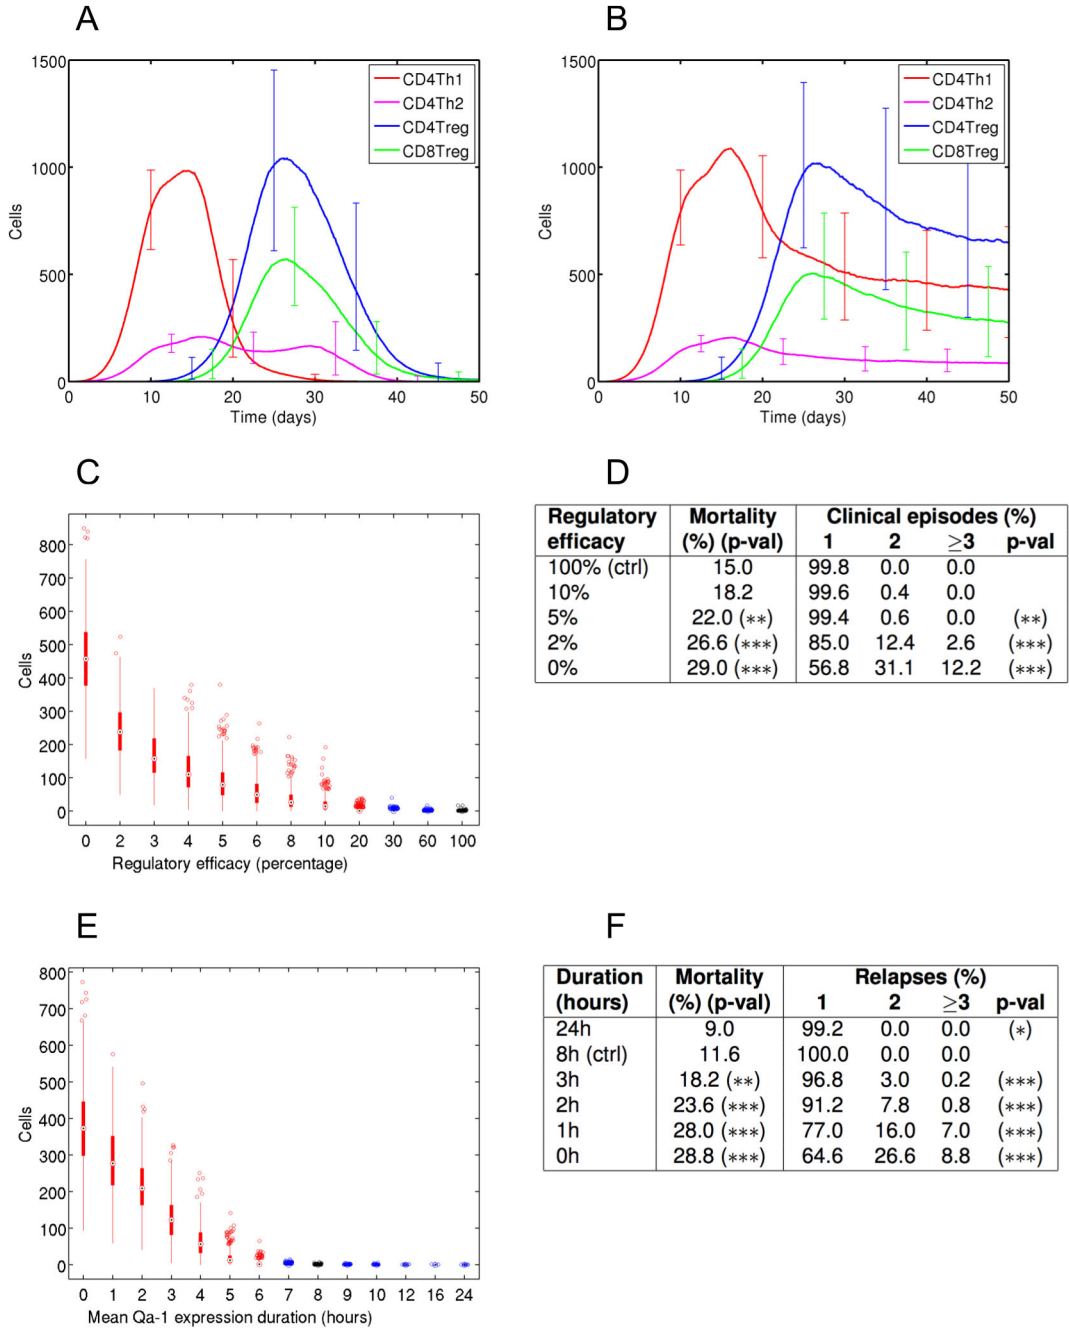 A
B
1500
1000
500
0
Cells
0 10 20 30 40 50
Time (days)
CD4Th1
CD4Th2
CD4Treg
CD8Treg
1500
1000
500
0
Cells
0 10 20 30 40 50
Time (days)
CD4Th1
CD4Th2
CD4Treg
CD8Treg
C
D
800
700
600
500
400
300
200
100
0
Cells
0 2 3 4 5 6 8 10 20 30 60 100
Regulatory efficacy (percentage)
Regulatory Mortality Clinical episodes (%)
efficacy (%) (p-val) 1 2 ≥3 p-val
100% (ctrl) 15.0 99.8 0.0 0.0
10% 18.2 99.6 0.4 0.0
5% 22.0 (**) 99.4 0.6 0.0 (**)
2% 26.6 (***) 85.0 12.4 2.6 (***)
0% 29.0 (***) 56.8 31.1 12.2 (***)
E
F
800
700
600
500
400
300
200
100
0
Cells
0 1 2 3 4 5 6 7 8 9 10 12 16 24
Mean Qa-1 expression duration (hours)
Duration Mortality Relapses (%)
(hours) (%) (p-val) 1 2 ≥3 p-val
24h 9.0 99.2 0.0 0.0 (*)
8h (ctrl) 11.6 100.0 0.0 0.0
3h 18.2 (**) 96.8 3.0 0.2 (***)
2h 23.6 (***) 91.2 7.8 0.8 (***)
1h 28.0 (***) 77.0 16.0 7.0 (***)
0h 28.8 (***) 64.6 26.6 8.8 (***)